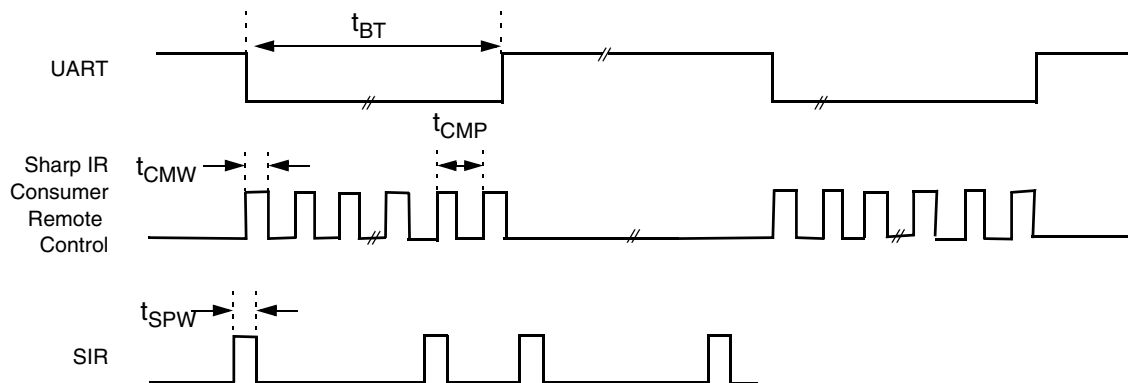 tBT
UART
tCMP
Sharp IR
Consumer
Remote
Control
tCMW
tSPW
SIR